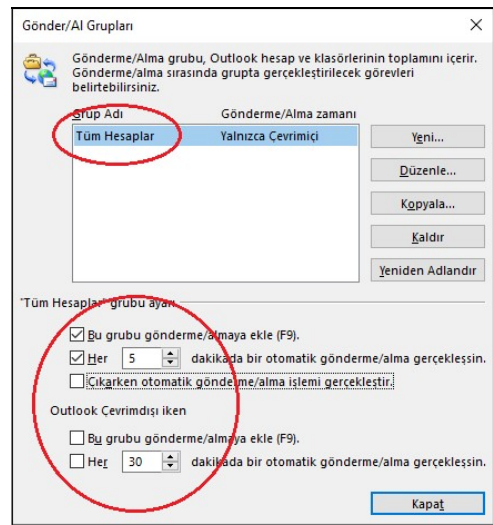 Gönder/Al Grupları
Gönderme/Alma grubu, Outlook hesap ve klasörlerinin toplamını içerir.
Gönderme/alma sırasında grupta gerçekleştirilecek görevleri
belirtebilirsiniz.
Grup Adı Gönderme/Alma zamanı
Tüm Hesaplar Yalnızca Çevrimiçi
Yeni...
Düzenle...
Kopyala...
Kaldır
Yeniden Adlandır
'Tüm Hesaplar' grubu ayarı
Bu grubu gönderme/almaya ekle (F9).
Her 5 dakikada bir otomatik gönderme/alma gerçekleşsin.
Çıkarken otomatik gönderme/alma işlemi gerçekleştir.
Outlook Çevrimdışı iken
Bu grubu gönderme/almaya ekle (F9).
Her 30 dakikada bir otomatik gönderme/alma gerçekleşsin.
Kapat